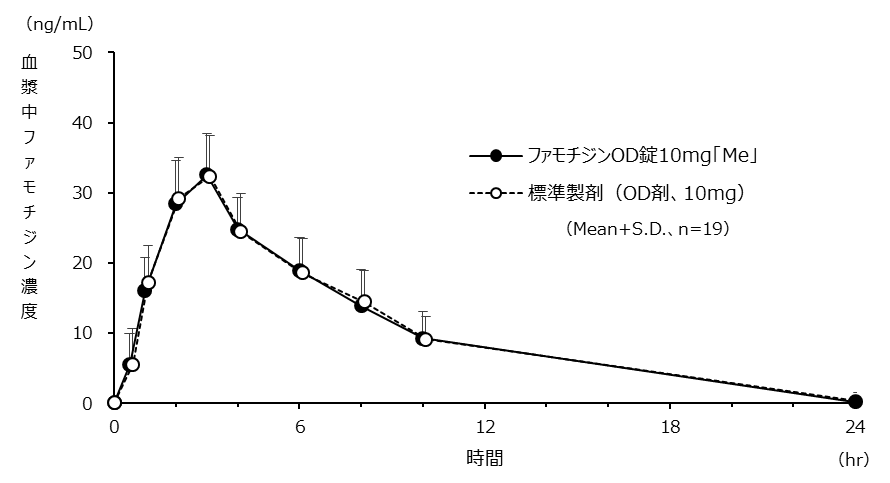 （ng/mL）
血漿中ファモチジン濃度
50
40
30
20
10
0
ファモチジンOD錠10mg「Me」
標準製剤（OD剤、10mg）
（Mean+S.D.、n=19）
0 6 12 18 24
時間
（hr）